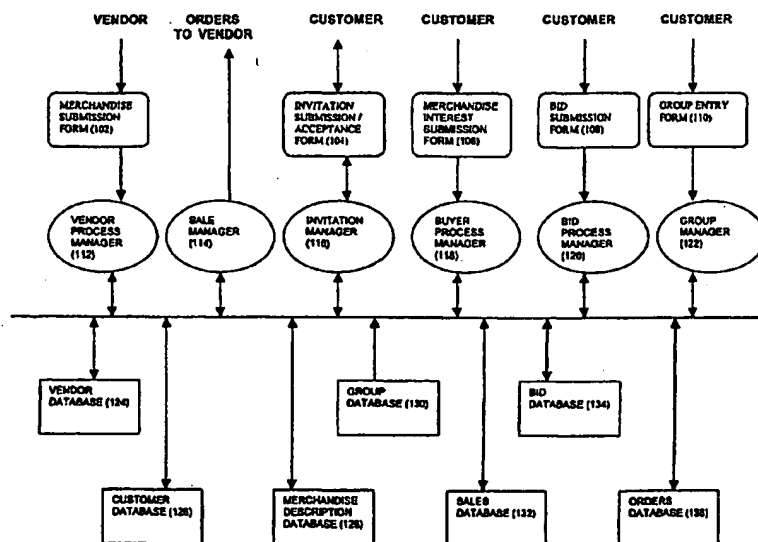 VENDOR
ORDERS
TO VENDOR
CUSTOMER
CUSTOMER
CUSTOMER
CUSTOMER
MERCHANDISE
SUBMISSION
FORM (102)
INVITATION
SUBMISSION /
ACCEPTANCE
FORM (104)
MERCHANDISE
INTEREST
SUBMISSION
FORM (106)
BID
SUBMISSION
FORM (108)
GROUP ENTRY
FORM (110)
VENDOR
PROCESS
MANAGER
(112)
SALE
MANAGER
(114)
INVITATION
MANAGER
(116)
BUYER
PROCESS
MANAGER
(118)
BID
PROCESS
MANAGER
(120)
GROUP
MANAGER
(122)
VENDOR
DATABASE (124)
GROUP
DATABASE (130)
BID
DATABASE (134)
CUSTOMER
DATABASE (126)
MERCHANDISE
DESCRIPTION
DATABASE (128)
SALES
DATABASE (132)
ORDERS
DATABASE (136)